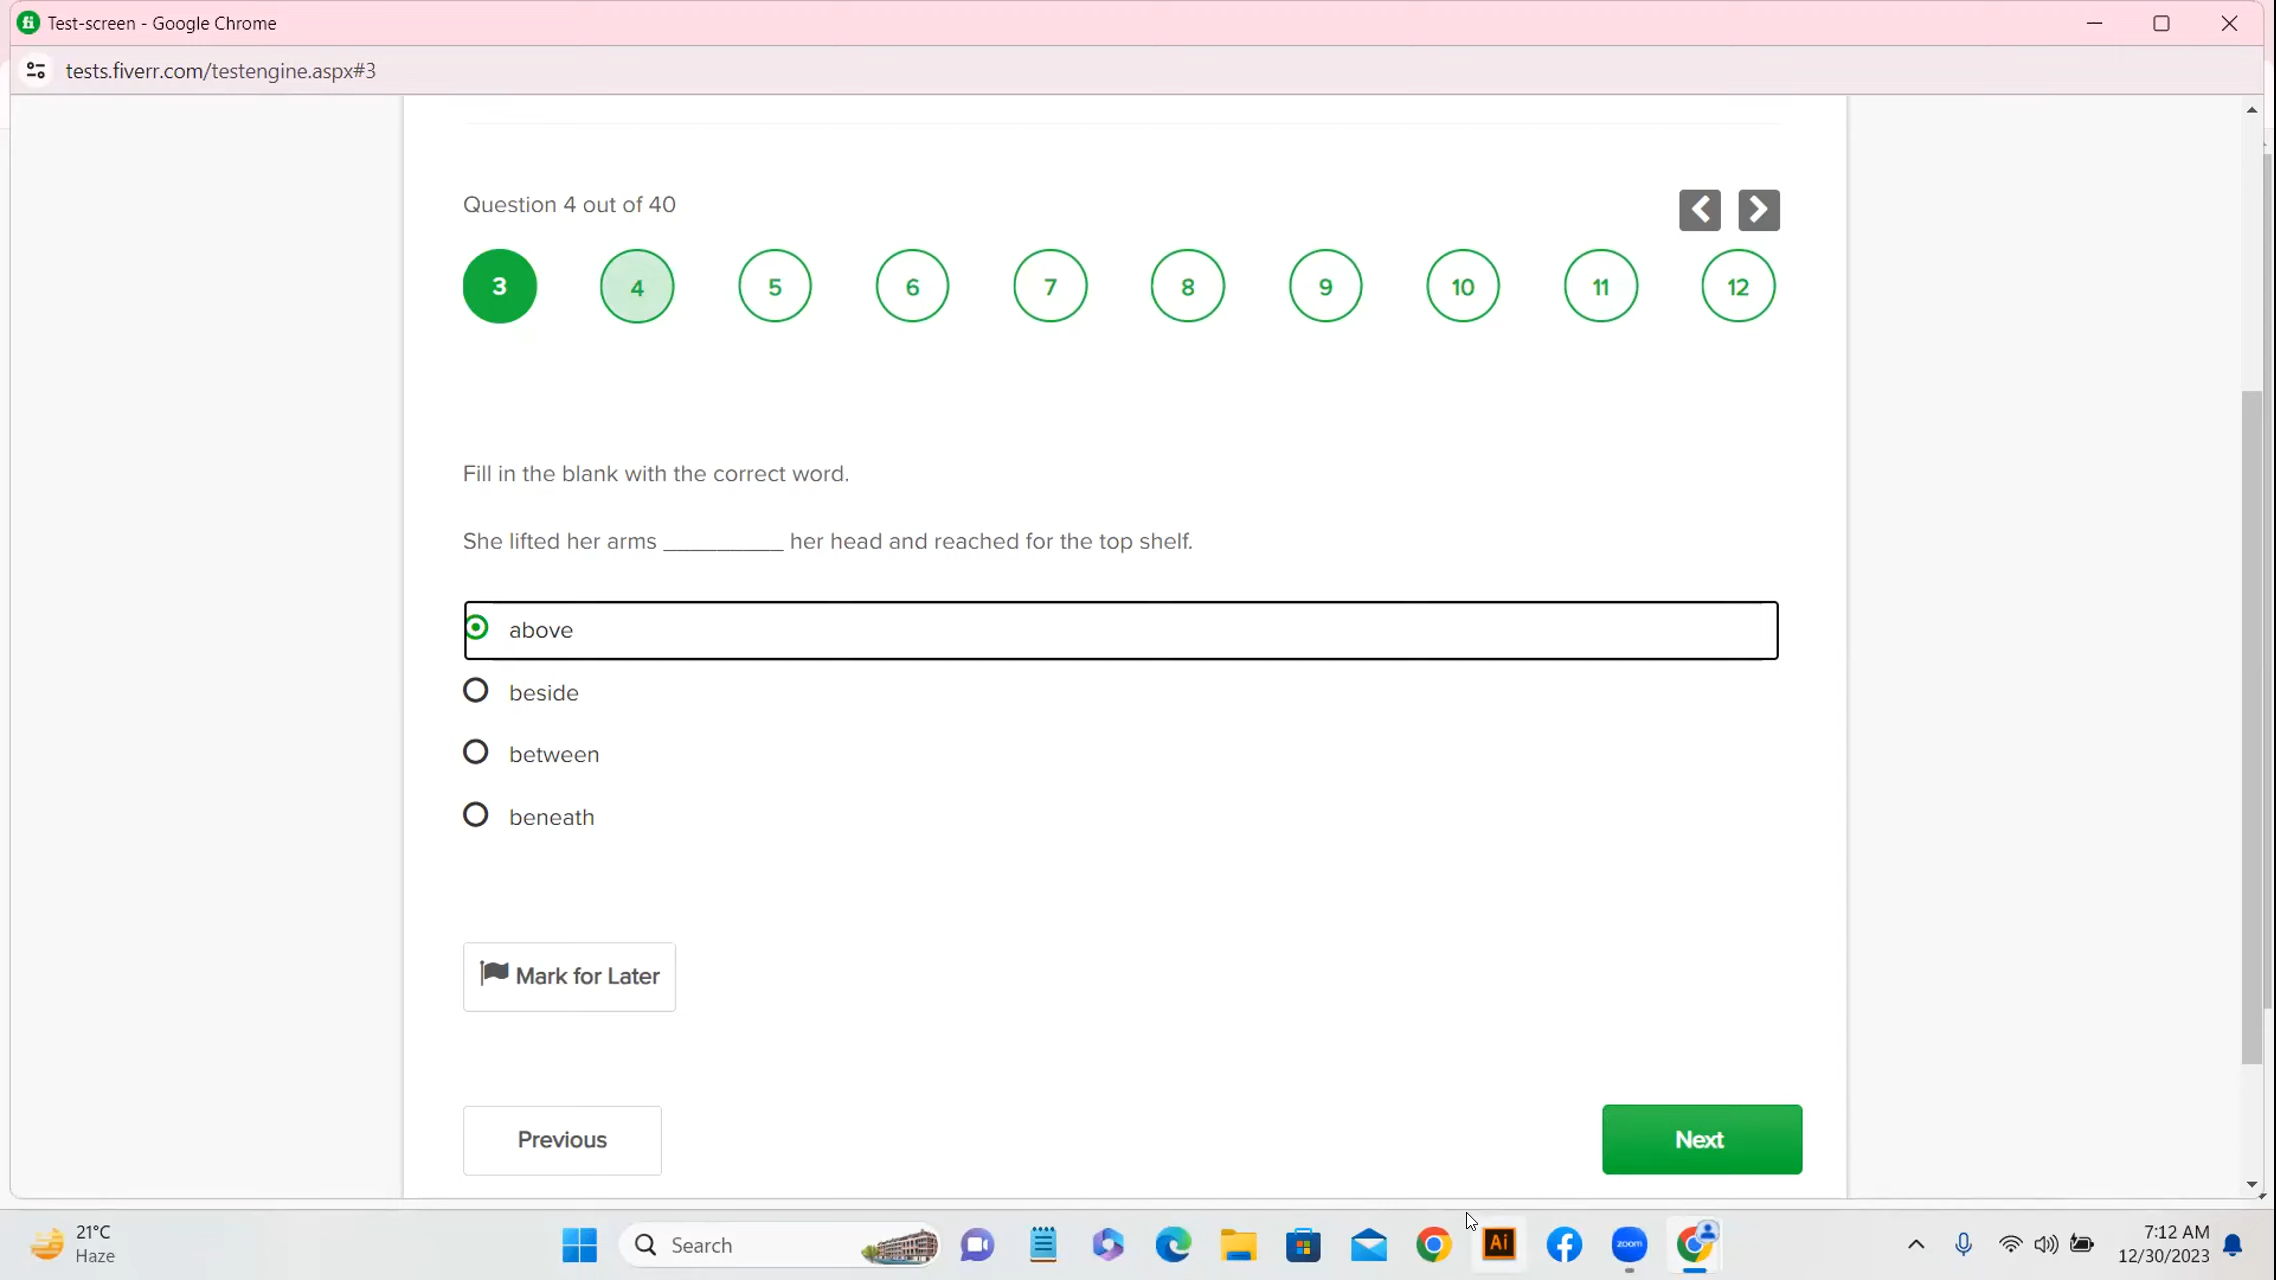 fi Test-screen - Google Chrome
tests.fiverr.com/testengine.aspx#3
Question 4 out of 40
3 4 5 6 7 8 9 10 11 12
Fill in the blank with the correct word.
She lifted her arms __________ her head and reached for the top shelf.
above
beside
between
beneath
Mark for Later
Previous
Next
21°C
Haze
Search
Ai
zoom
7:12 AM
12/30/2023